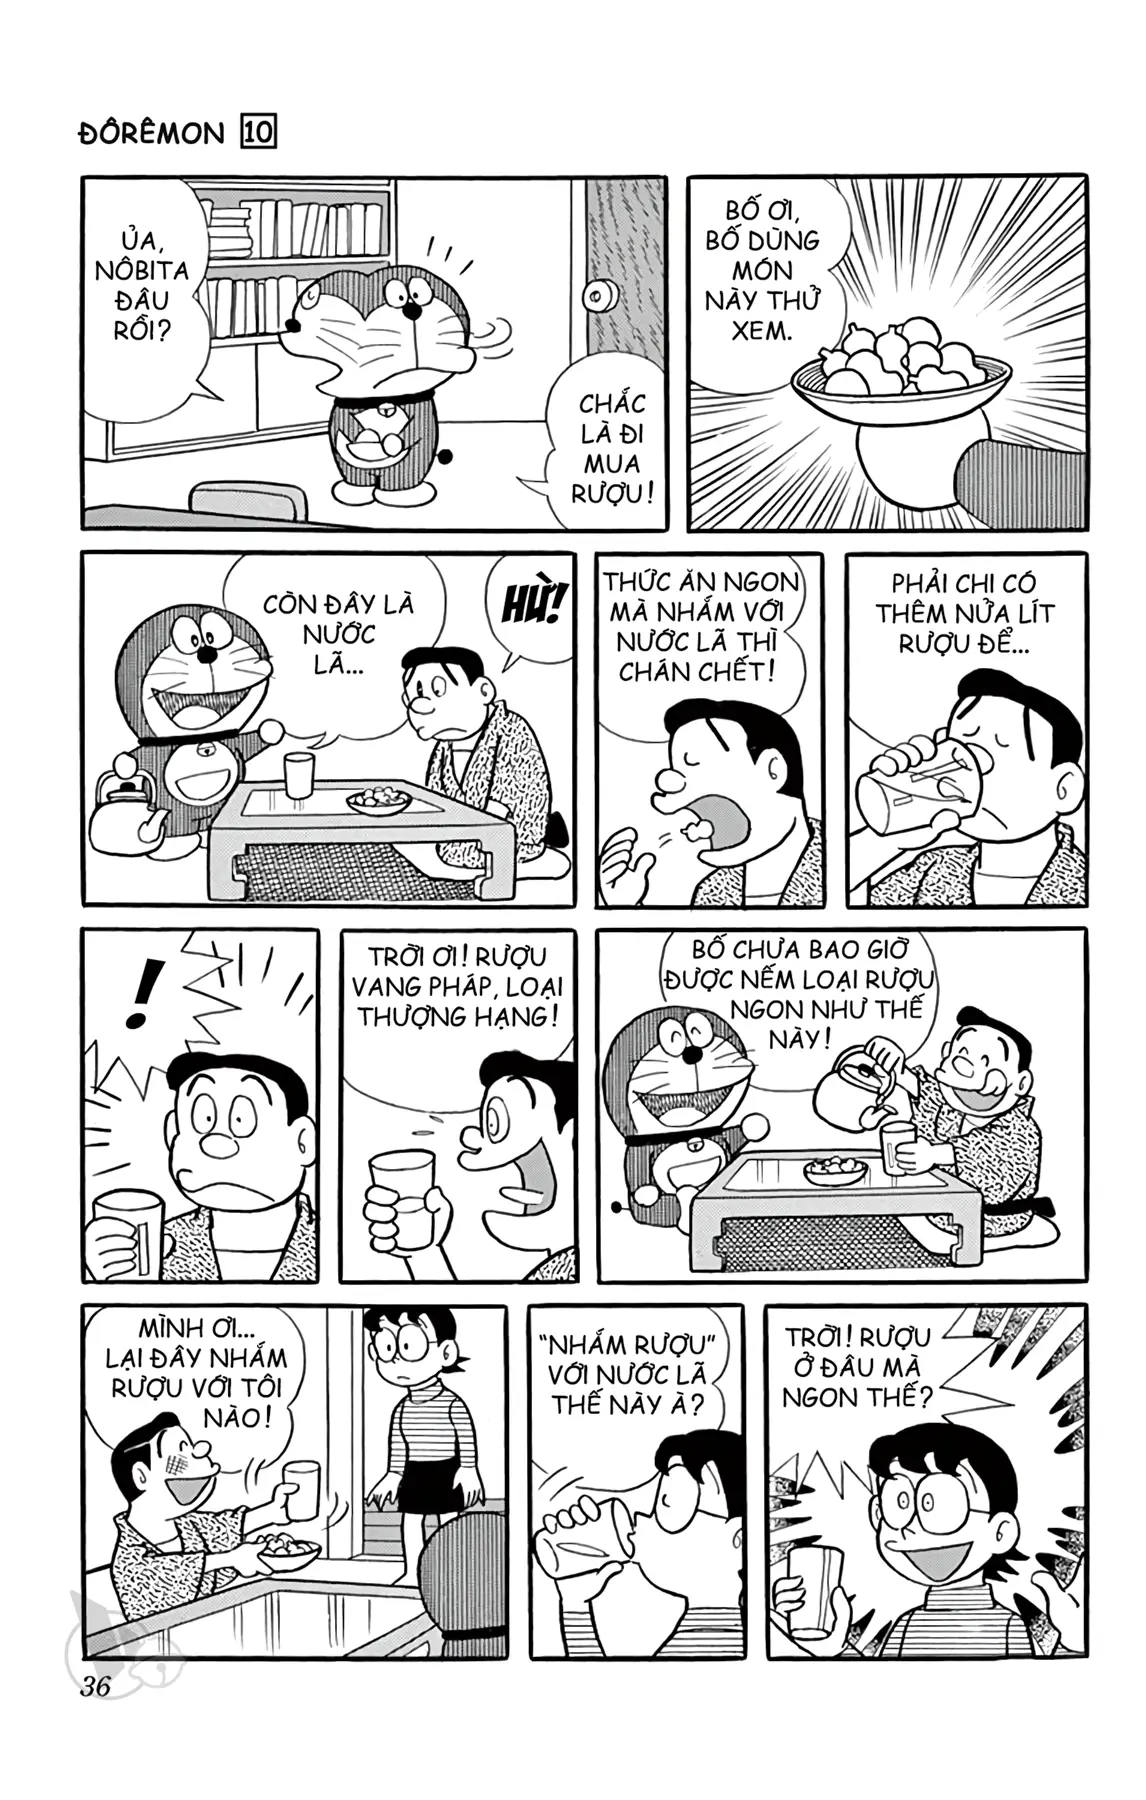 ĐÔRÊMON 10
ỦA,
NÔBITA
ĐÂU
RỒI?
CHẮC
LÀ ĐI
MUA
RƯỢU!
BỐ ƠI,
BỐ DÙNG
MÓN
NÀY THỬ
XEM.
CÒN ĐÂY LÀ
NƯỚC
LÃ...
HỪ!
THỨC ĂN NGON
MÀ NHẮM VỚI
NƯỚC LÃ THÌ
CHÁN CHẾT!
PHẢI CHI CÓ
THÊM NỬA LÍT
RƯỢU ĐỂ...
!
TRỜI ƠI! RƯỢU
VANG PHÁP, LOẠI
THƯỢNG HẠNG!
BỐ CHƯA BAO GIỜ
ĐƯỢC NẾM LOẠI RƯỢU
NGON NHƯ THẾ
NÀY!
MÌNH ƠI...
LẠI ĐÂY NHẮM
RƯỢU VỚI TÔI
NÀO!
“NHẮM RƯỢU”
VỚI NƯỚC LÃ
THẾ NÀY À?
TRỜI! RƯỢU
Ở ĐÂU MÀ
NGON THẾ?
36